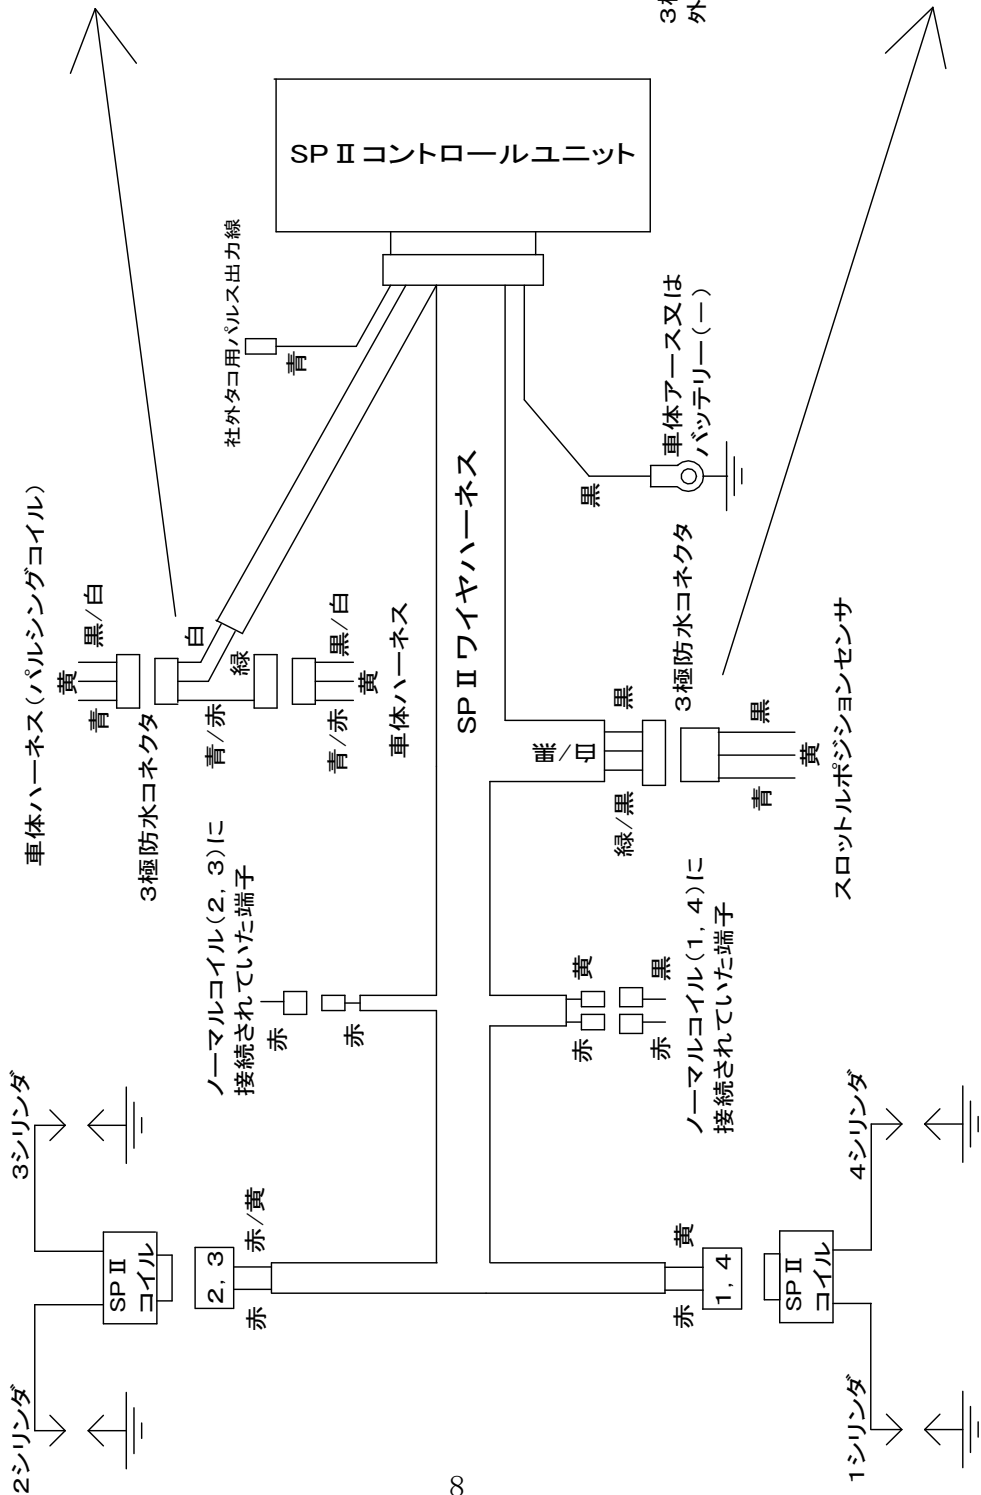 3極
外
SPⅡコントロールユニット
社外タコ用パルス出力線
青
車体アース又は
バッテリー(－)
黒
車体ハーネス(パルシングコイル)
青
黄
黒/白
3極防水コネクタ
白
緑
青/赤
青/赤
黄
黒/白
車体ハーネス
SPⅡワイヤハーネス
3極防水コネクタ
黒
黒/白
緑/黒
青
黄
黒
スロットルポジションセンサ
ノーマルコイル(2,3)に
接続されていた端子
赤
赤
黄
赤
黒
赤
ノーマルコイル(1,4)に
接続されていた端子
3シリンダ
2シリンダ
SPⅡ
コイル
2,3
赤/黄
赤
黄
赤
1,4
SPⅡ
コイル
4シリンダ
1シリンダ
8